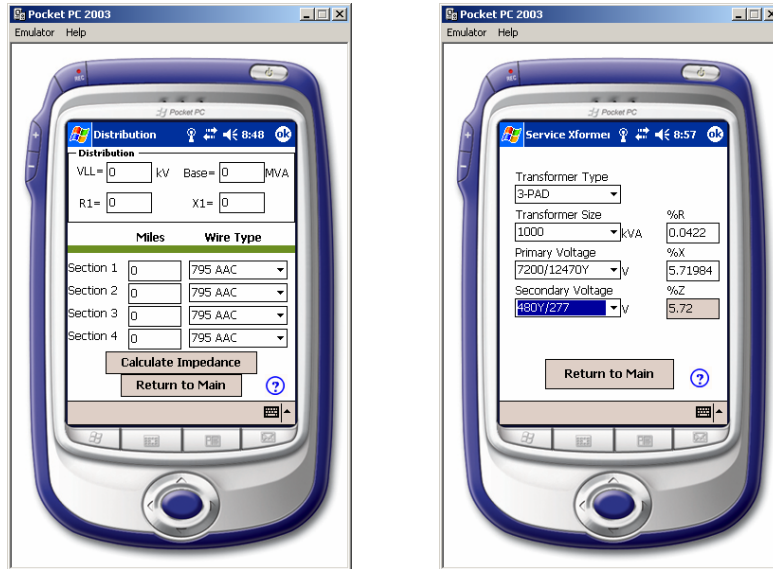 Pocket PC 2003
Emulator Help
REC
Pocket PC
Distribution 8:48 ok
Distribution
VLL= 0 kV Base= 0 MVA
R1= 0 X1= 0
Miles Wire Type
Section 1 0 795 AAC
Section 2 0 795 AAC
Section 3 0 795 AAC
Section 4 0 795 AAC
Calculate Impedance
Return to Main ?
Pocket PC 2003
Emulator Help
REC
Pocket PC
Service Xformer 8:57 ok
Transformer Type
3-PAD
Transformer Size %R
1000 kVA 0.0422
Primary Voltage %X
7200/12470Y V 5.71984
Secondary Voltage %Z
480Y/277 V 5.72
Return to Main ?